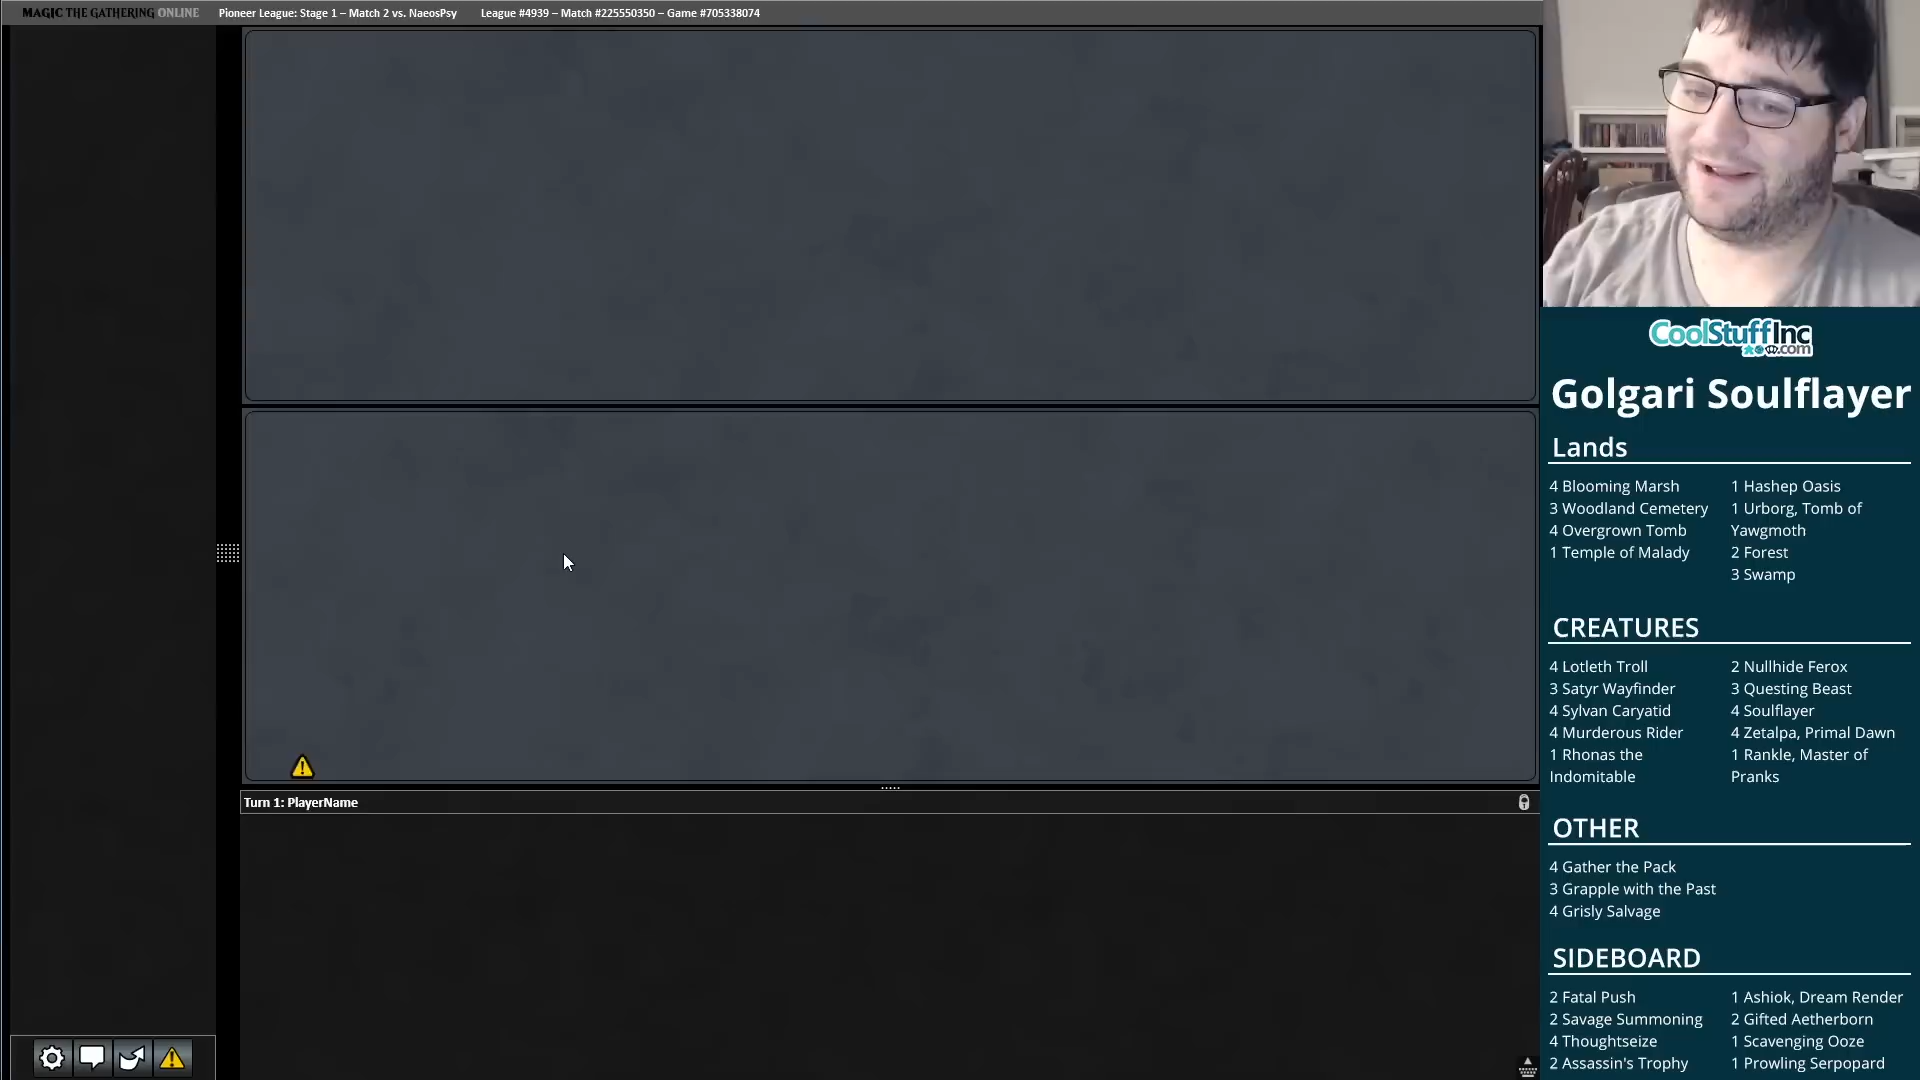 MAGIC THE GATHERING ONLINE
Pioneer League: Stage 1 – Match 2 vs. NaeosPsy
League #4939 – Match #225550350 – Game #705338074
Turn 1: PlayerName
CoolStuffInc
.com
Golgari Soulflayer
Lands
4 Blooming Marsh
3 Woodland Cemetery
4 Overgrown Tomb
1 Temple of Malady
1 Hashep Oasis
1 Urborg, Tomb of
Yawgmoth
2 Forest
3 Swamp
CREATURES
4 Lotleth Troll
3 Satyr Wayfinder
4 Sylvan Caryatid
4 Murderous Rider
1 Rhonas the
Indomitable
2 Nullhide Ferox
3 Questing Beast
4 Soulflayer
4 Zetalpa, Primal Dawn
1 Rankle, Master of
Pranks
OTHER
4 Gather the Pack
3 Grapple with the Past
4 Grisly Salvage
SIDEBOARD
2 Fatal Push
2 Savage Summoning
4 Thoughtseize
2 Assassin's Trophy
1 Ashiok, Dream Render
2 Gifted Aetherborn
1 Scavenging Ooze
1 Prowling Serpopard